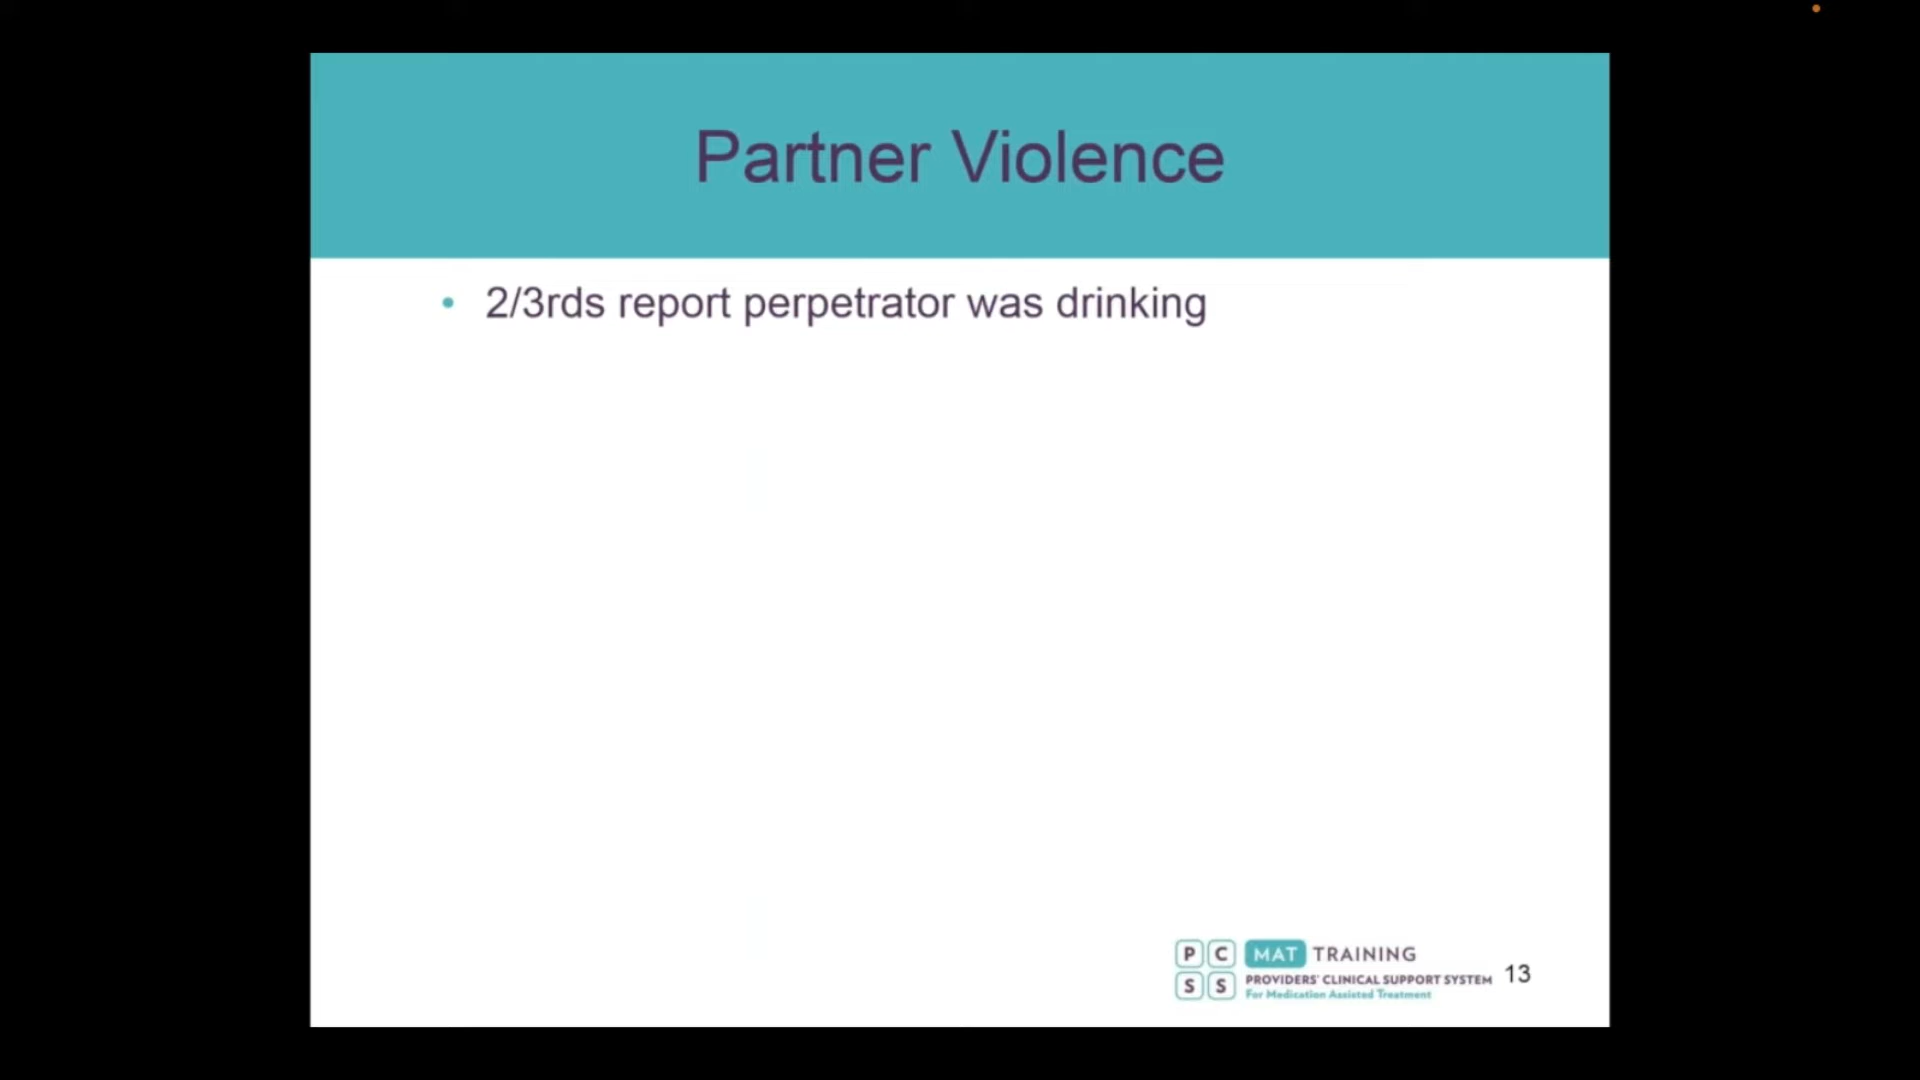 Partner Violence
• 2/3rds report perpetrator was drinking
P C MAT TRAINING
S S PROVIDERS' CLINICAL SUPPORT SYSTEM
For Medication Assisted Treatment
13